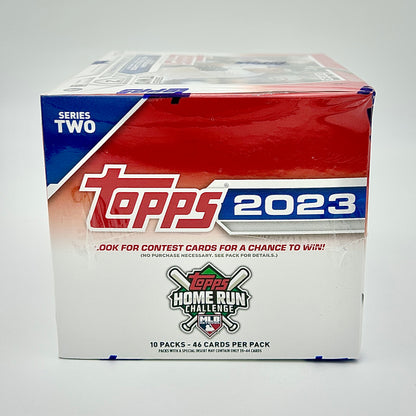 SERIES
TWO
TOPPS 2023
LOOK FOR CONTEST CARDS FOR A CHANCE TO WIN!
(NO PURCHASE NECESSARY. SEE PACK FOR DETAILS.)
TOPPS
HOME RUN
CHALLENGE
MLB
10 PACKS - 46 CARDS PER PACK
PACKS WITH A SPECIAL INSERT MAY CONTAIN ONLY 39-44 CARDS